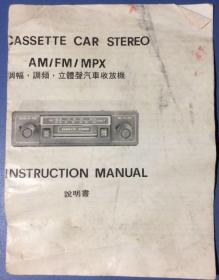 CASSETTE CAR STEREO
AM/FM/MPX
調幅，調頻，立體聲汽車收放機
INSTRUCTION MANUAL
說明書